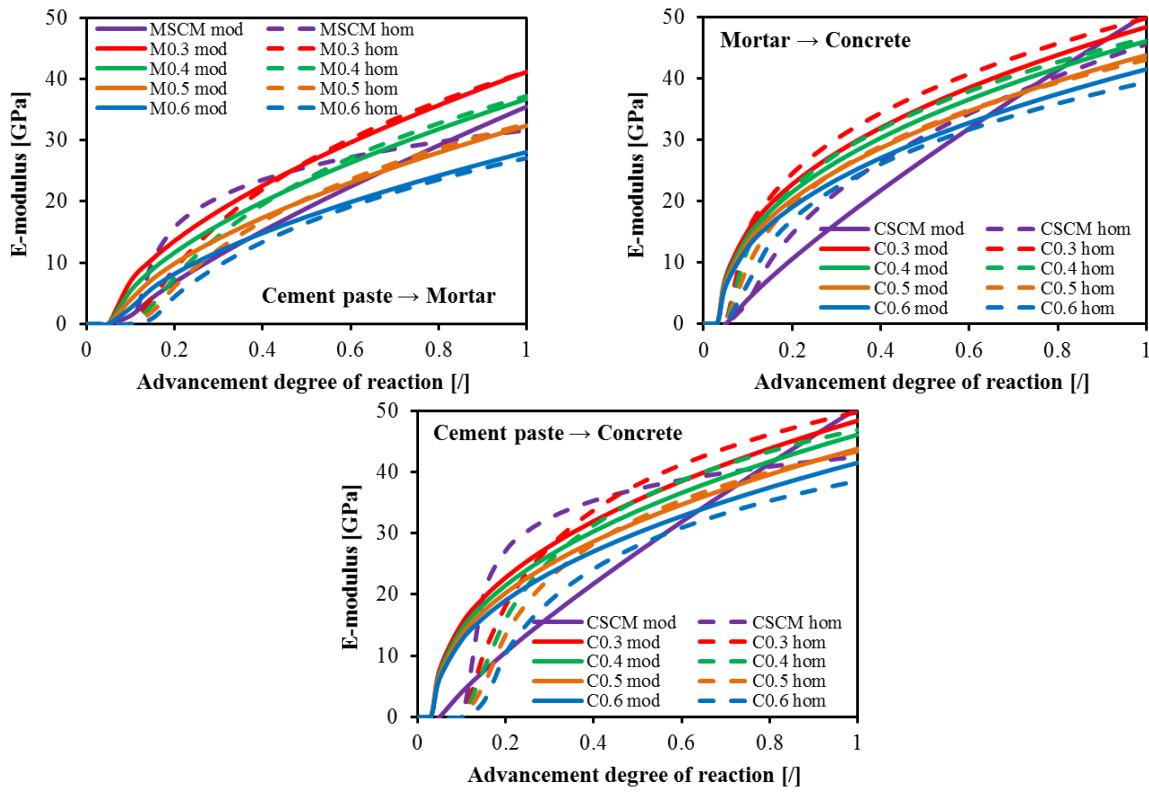 50
40
30
20
10
0
E-modulus [GPa]
MSCM mod MSCM hom
M0.3 mod M0.3 hom
M0.4 mod M0.4 hom
M0.5 mod M0.5 hom
M0.6 mod M0.6 hom
Cement paste → Mortar
0 0.2 0.4 0.6 0.8 1
Advancement degree of reaction [/]
50
40
30
20
10
0
E-modulus [GPa]
Mortar → Concrete
CSCM mod CSCM hom
C0.3 mod C0.3 hom
C0.4 mod C0.4 hom
C0.5 mod C0.5 hom
C0.6 mod C0.6 hom
0 0.2 0.4 0.6 0.8 1
Advancement degree of reaction [/]
50
40
30
20
10
0
E-modulus [GPa]
Cement paste → Concrete
CSCM mod CSCM hom
C0.3 mod C0.3 hom
C0.4 mod C0.4 hom
C0.5 mod C0.5 hom
C0.6 mod C0.6 hom
0 0.2 0.4 0.6 0.8 1
Advancement degree of reaction [/]